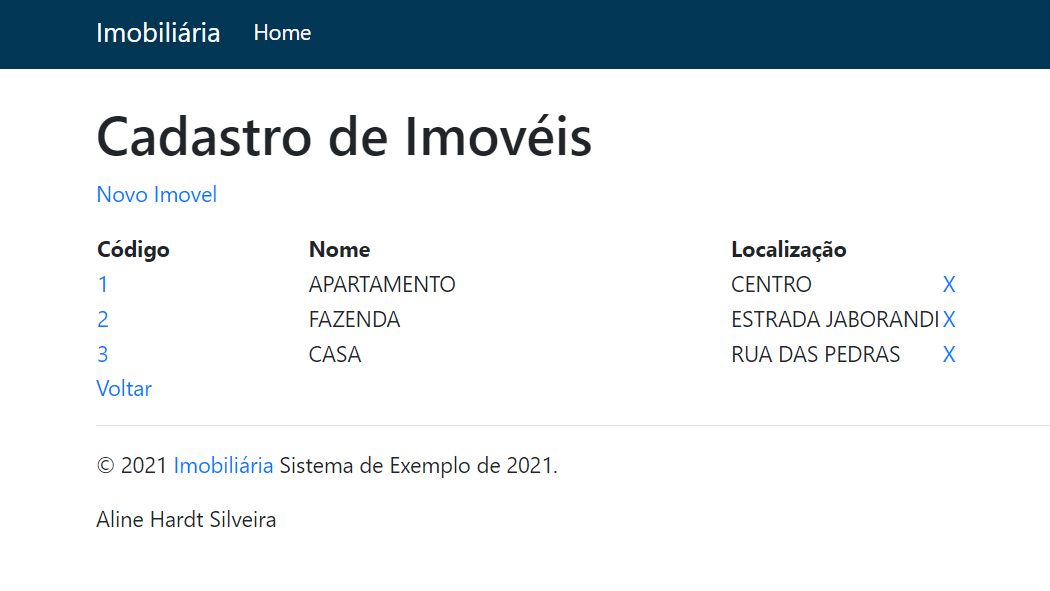 Imobiliária Home
Cadastro de Imovéis
Novo Imovel
Código Nome Localização
1 APARTAMENTO CENTRO X
2 FAZENDA ESTRADA JABORANDI X
3 CASA RUA DAS PEDRAS X
Voltar
© 2021 Imobiliária Sistema de Exemplo de 2021.
Aline Hardt Silveira